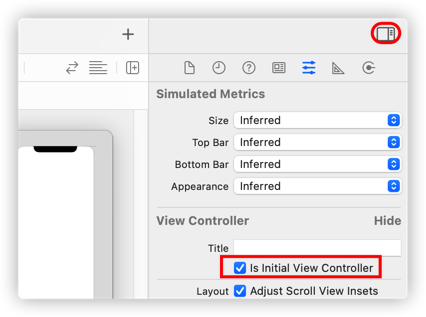 Simulated Metrics
Size Inferred
Top Bar Inferred
Bottom Bar Inferred
Appearance Inferred
View Controller Hide
Title
Is Initial View Controller
Layout Adjust Scroll View Insets